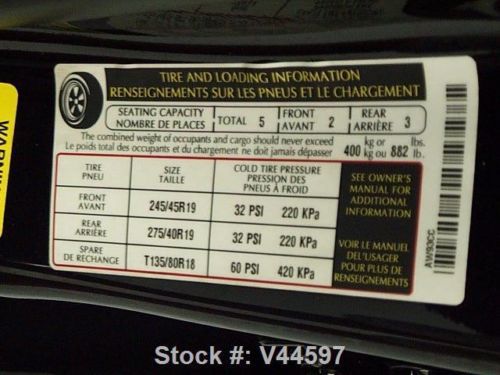 TIRE AND LOADING INFORMATION
RENSEIGNEMENTS SUR LES PNEUS ET LE CHARGEMENT
SEATING CAPACITY
NOMBRE DE PLACES
TOTAL 5
FRONT
AVANT 2
REAR
ARRIÈRE 3
The combined weight of occupants and cargo should never exceed
Le poids total des occupants et du chargement ne doit jamais dépasser
400 kg or
kg ou 882 lbs.
lb.
TIRE
PNEU
SIZE
TAILLE
COLD TIRE PRESSURE
PRESSION DES
PNEUS À FROID
FRONT
AVANT
245/45R19
32 PSI 220 KPa
REAR
ARRIÈRE
275/40R19
32 PSI 220 KPa
SPARE
DE RECHANGE
T135/80R18
60 PSI 420 KPa
SEE OWNER'S
MANUAL FOR
ADDITIONAL
INFORMATION
VOIR LE MANUEL
DE L'USAGER
POUR PLUS DE
RENSEIGNEMENTS
AW93CC
Stock #: V44597